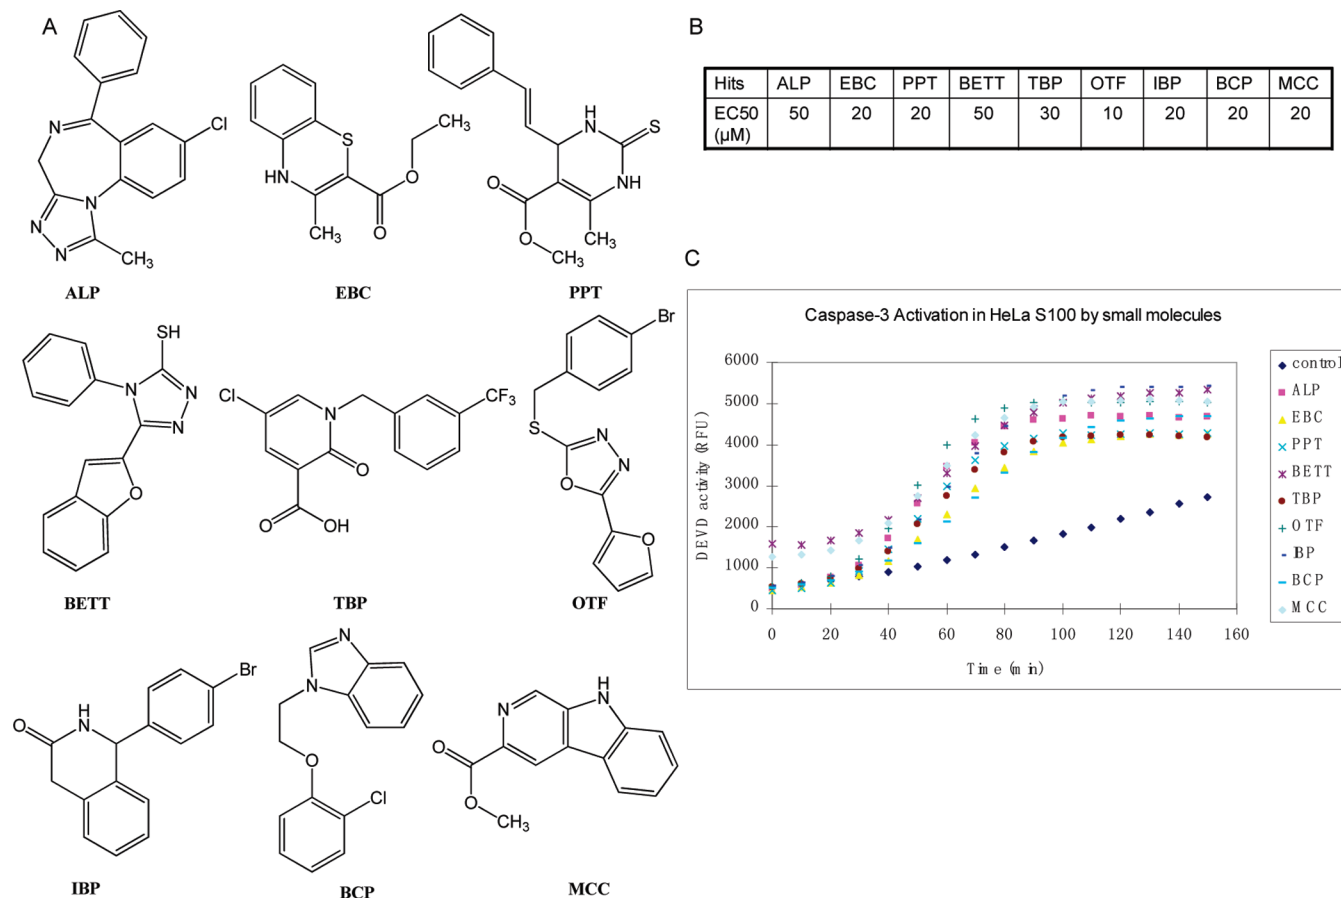 A
N
Cl
N
N
N
N
CH₃
ALP
S
HN
CH₃
O
O
CH₃
EBC
H
N
S
NH
O
O
CH₃
CH₃
PPT
B
Hits ALP EBC PPT BETT TBP OTF IBP BCP MCC
EC50 50 20 20 50 30 10 20 20 20
(µM)
SH
N
N
N
O
BETT
Cl
N
CF₃
O
O
OH
TBP
Br
S
N
N
O
O
OTF
C
Caspase-3 Activation in HeLa S100 by small molecules
DEVD activity (RFU)
6000
5000
4000
3000
2000
1000
0
0 20 40 60 80 100 120 140 160
Time (min)
control
ALP
EBC
PPT
BETT
TBP
OTF
IBP
BCP
MCC
Br
H
N
O
IBP
N
N
O
Cl
BCP
H
N
N
O
O
CH₃
MCC